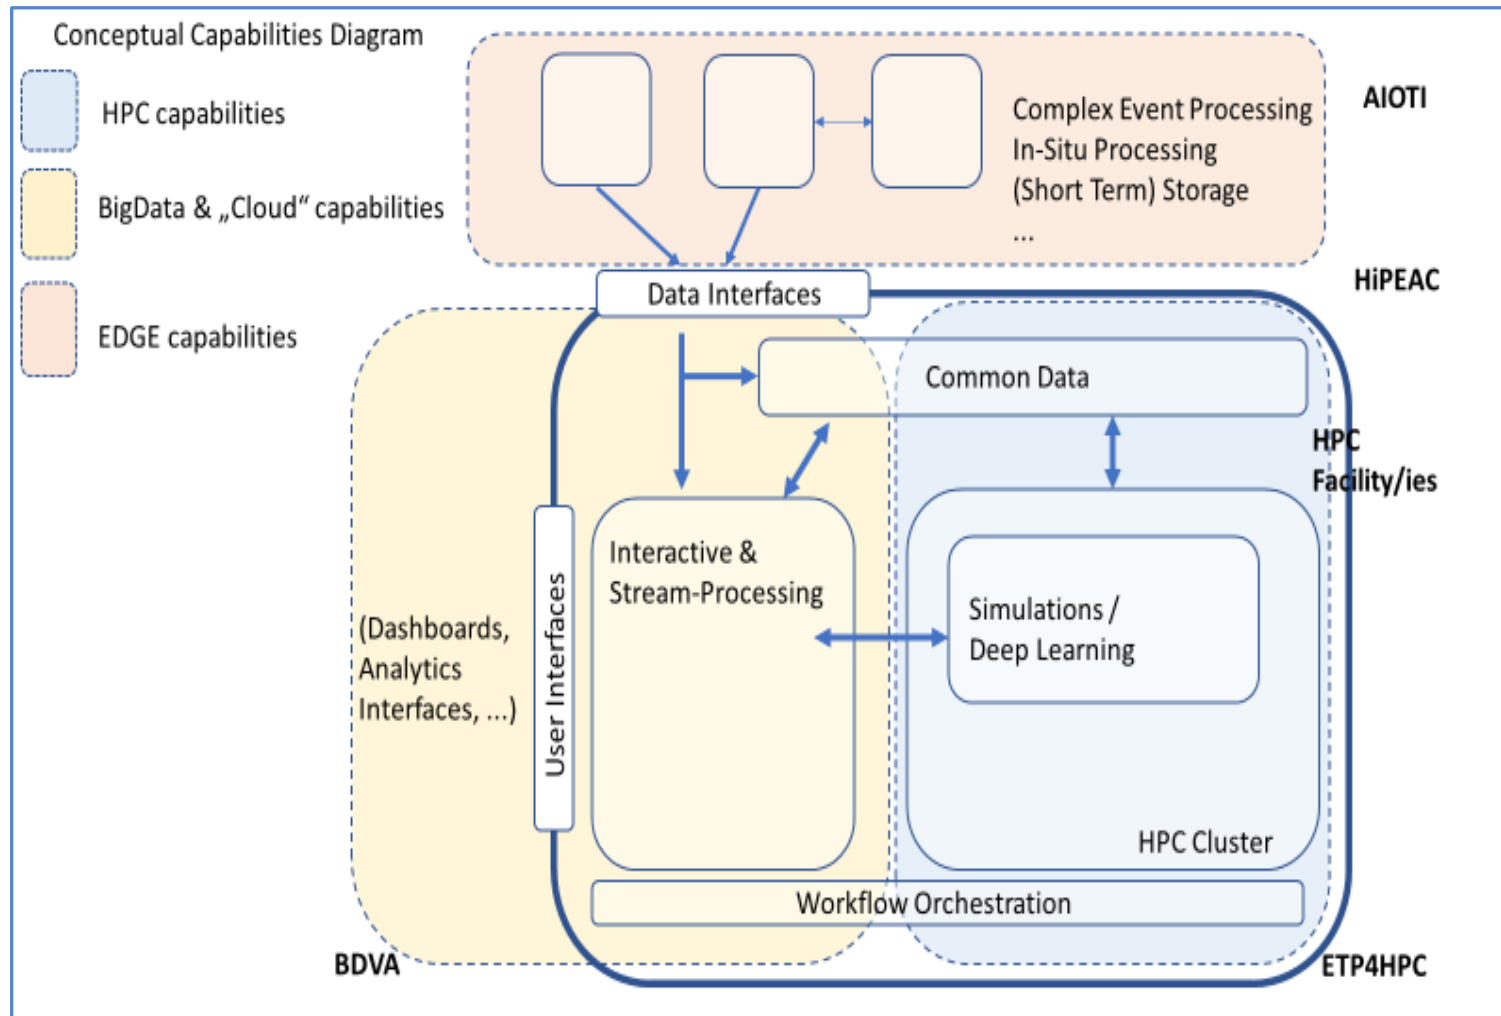 Conceptual Capabilities Diagram
HPC capabilities
BigData & „Cloud“ capabilities
EDGE capabilities
Complex Event Processing
In-Situ Processing
(Short Term) Storage
...
AIOTI
HiPEAC
Data Interfaces
Common Data
HPC
Facility/ies
Interactive &
Stream-Processing
Simulations /
Deep Learning
(Dashboards,
Analytics
Interfaces, ...)
User Interfaces
HPC Cluster
Workflow Orchestration
BDVA
ETP4HPC